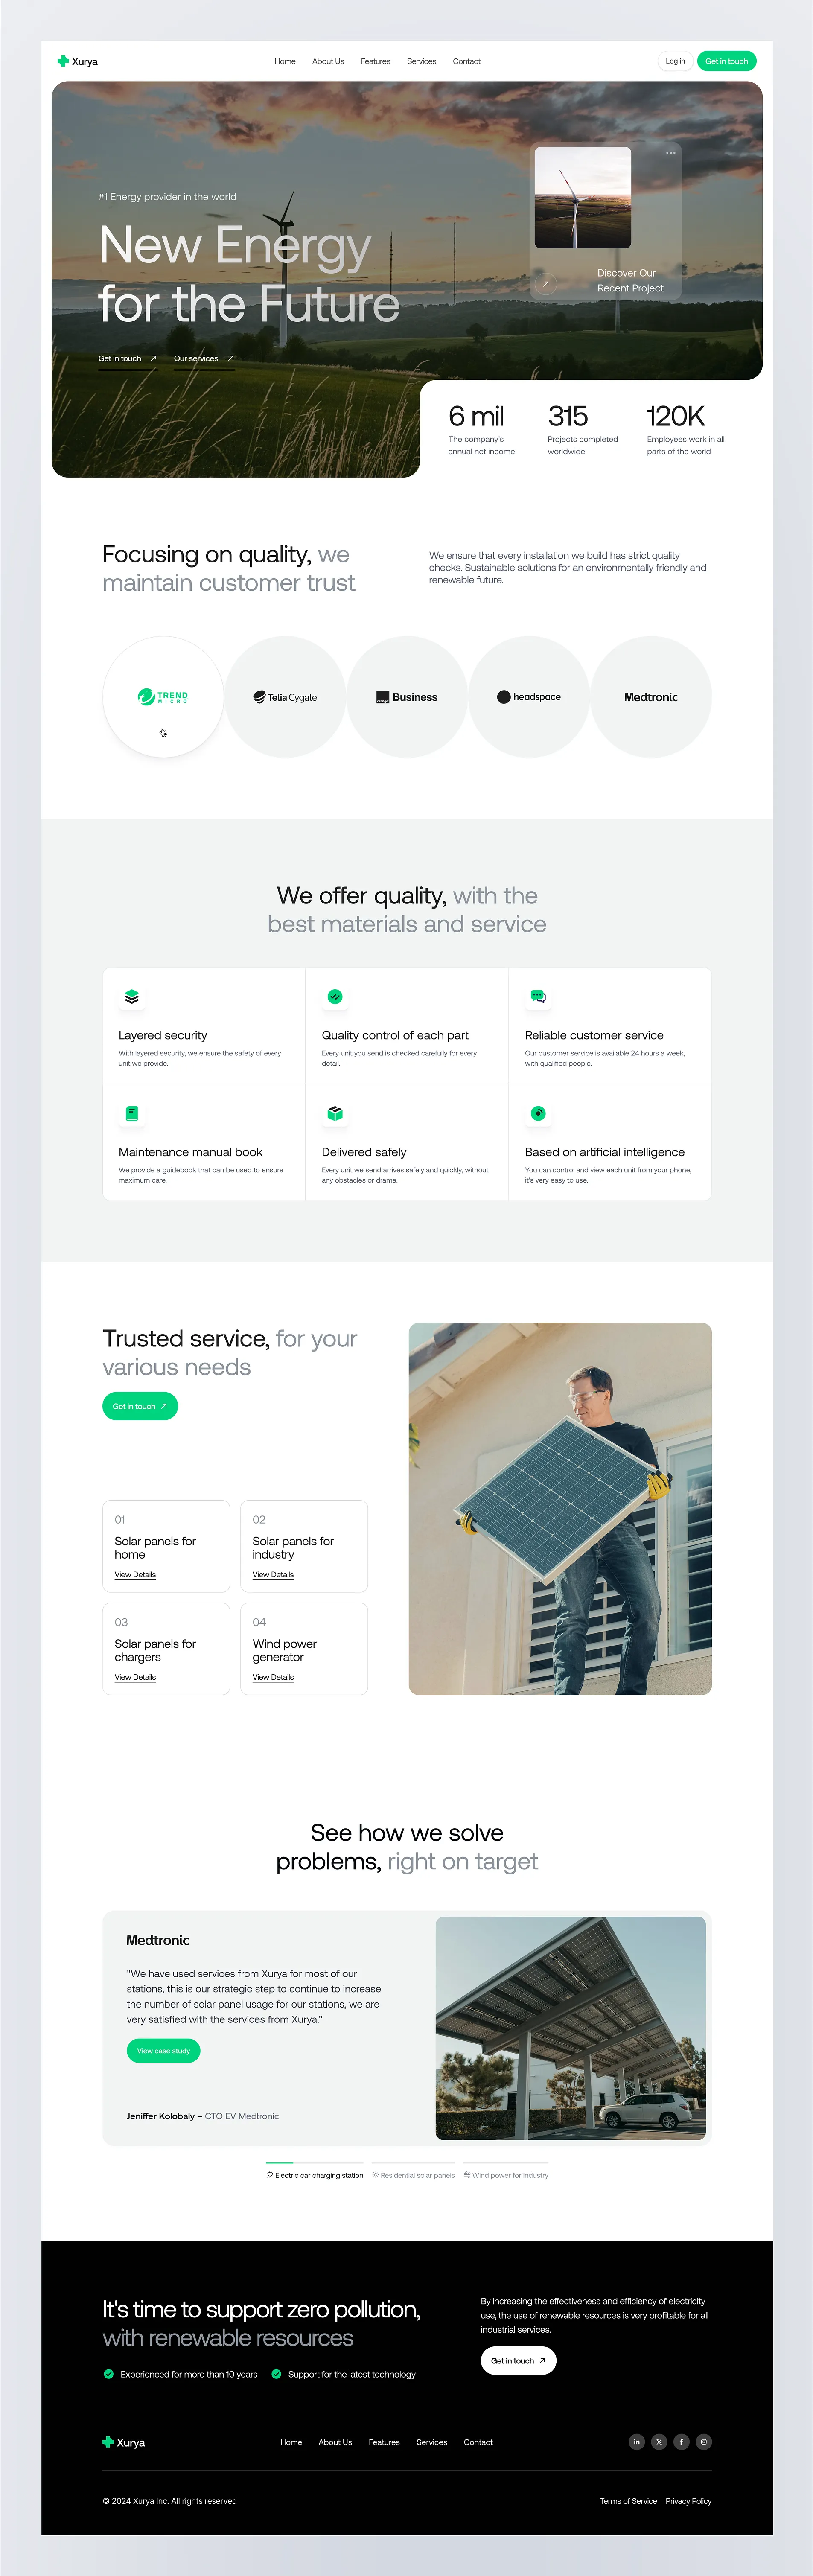 Xurya
Home About Us Features Services Contact
Log in
Get in touch
#1 Energy provider in the world
New Energy
for the Future
Get in touch
Our services
Discover Our
Recent Project
6 mil
The company's
annual net income
315
Projects completed
worldwide
120K
Employees work in all
parts of the world
Focusing on quality, we
maintain customer trust
We ensure that every installation we build has strict quality
checks. Sustainable solutions for an environmentally friendly and
renewable future.
TREND
MICRO
Telia Cygate
Business
headspace
Medtronic
We offer quality, with the
best materials and service
Layered security
With layered security, we ensure the safety of every
unit we provide.
Quality control of each part
Every unit you send is checked carefully for every
detail.
Reliable customer service
Our customer service is available 24 hours a week,
with qualified people.
Maintenance manual book
We provide a guidebook that can be used to ensure
maximum care.
Delivered safely
Every unit we send arrives safely and quickly, without
any obstacles or drama.
Based on artificial intelligence
You can control and view each unit from your phone,
it's very easy to use.
Trusted service, for your
various needs
Get in touch
01
Solar panels for
home
View Details
02
Solar panels for
industry
View Details
03
Solar panels for
chargers
View Details
04
Wind power
generator
View Details
See how we solve
problems, right on target
Medtronic
"We have used services from Xurya for most of our
stations, this is our strategic step to continue to increase
the number of solar panel usage for our stations, we are
very satisfied with the services from Xurya."
View case study
Jeniffer Kolobaly – CTO EV Medtronic
Electric car charging station
Residential solar panels
Wind power for industry
It's time to support zero pollution,
with renewable resources
Experienced for more than 10 years
Support for the latest technology
By increasing the effectiveness and efficiency of electricity
use, the use of renewable resources is very profitable for all
industrial services.
Get in touch
Xurya
Home About Us Features Services Contact
in X f
© 2024 Xurya Inc. All rights reserved
Terms of Service Privacy Policy